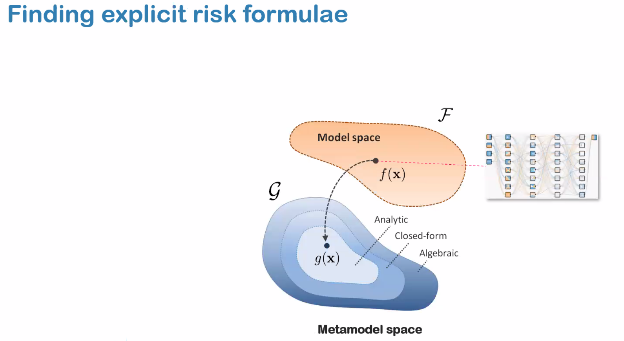 Finding explicit risk formulae
ℱ
Model space
f(x)
𝒢
Analytic
Closed-form
g(x)
Algebraic
Metamodel space